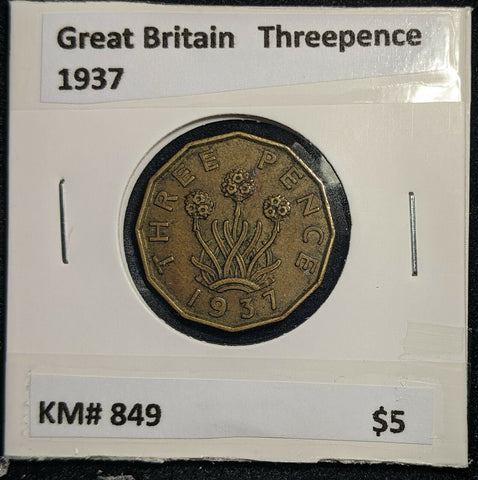 Great Britain Threepence
1937
THREE PENCE
1937
KM# 849 $5